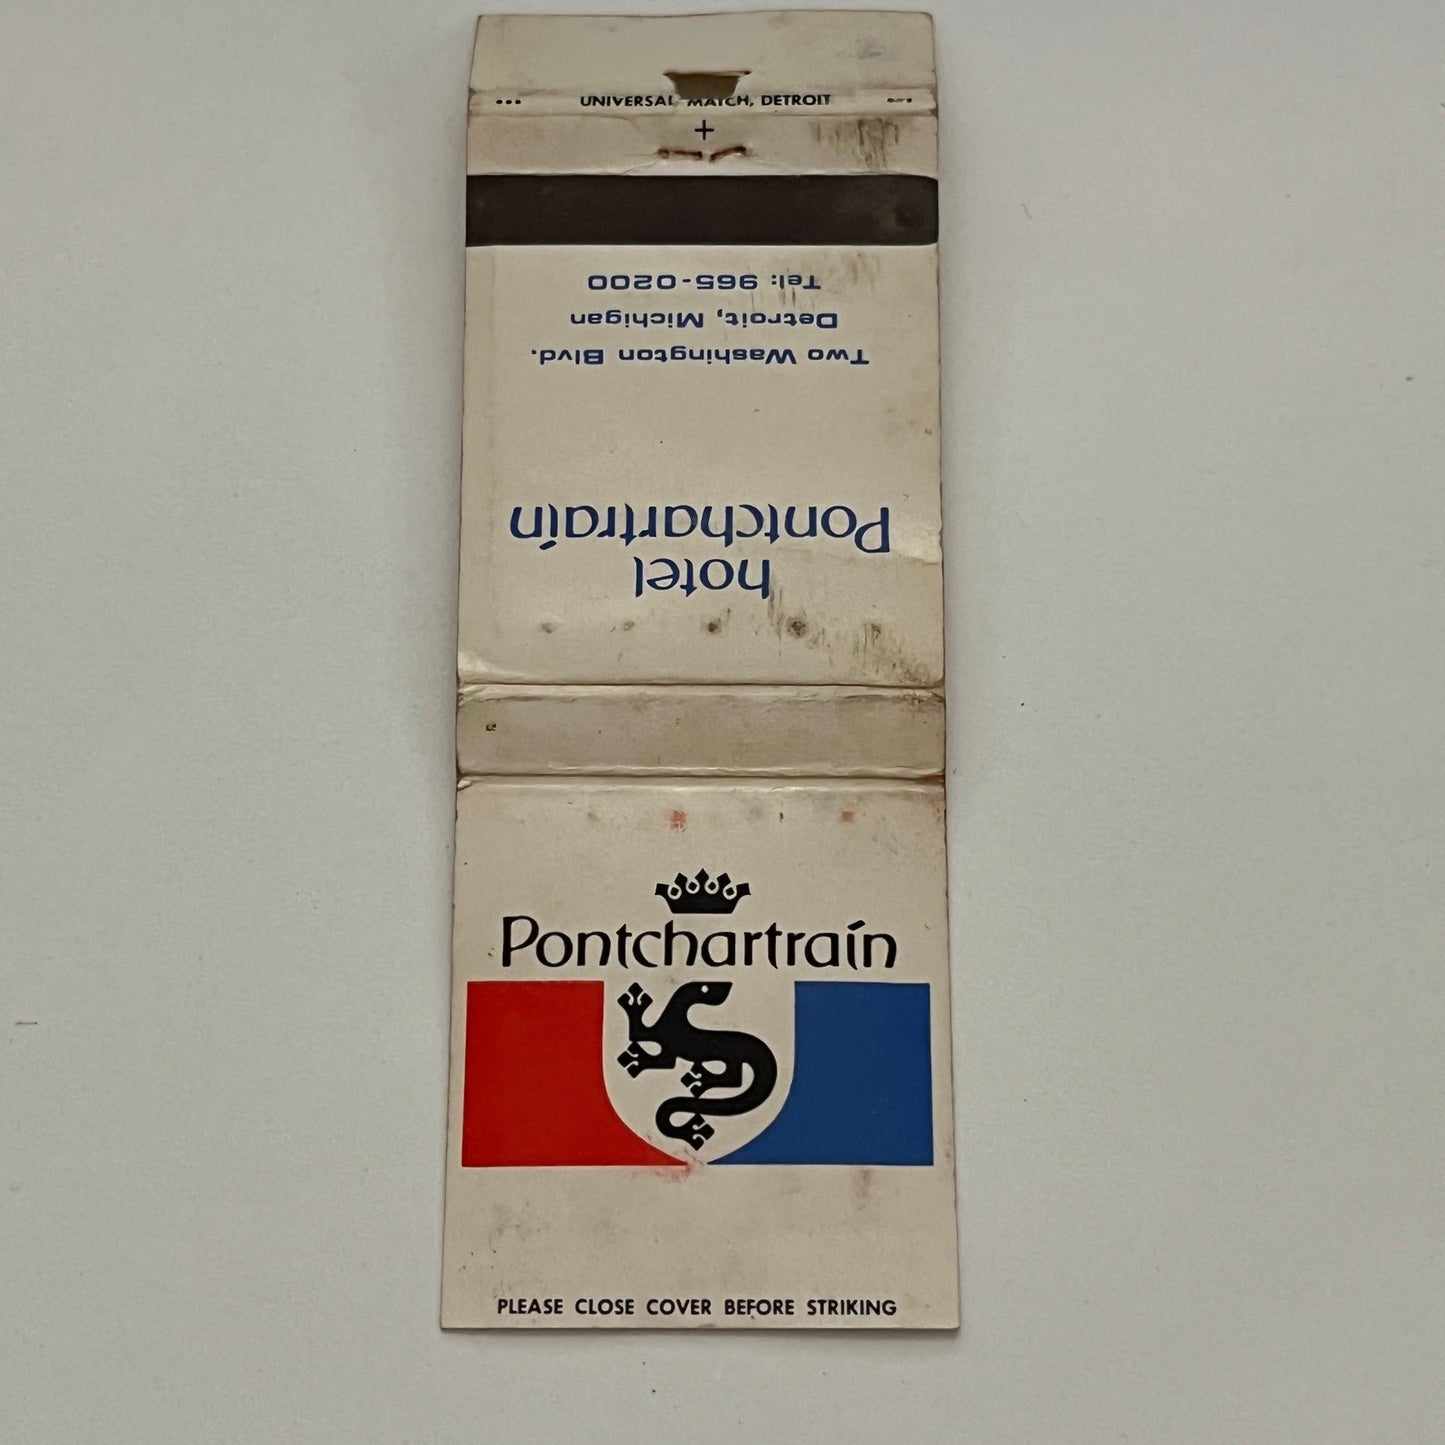 UNIVERSAL MATCH, DETROIT
hotel
Pontchartrain
Two Washington Blvd.
Detroit, Michigan
Tel: 965-0200
Pontchartrain
PLEASE CLOSE COVER BEFORE STRIKING